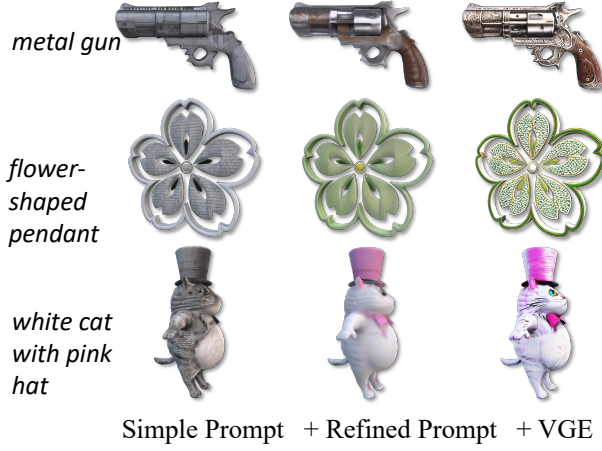 metal gun
flower-
shaped
pendant
white cat
with pink
hat
Simple Prompt + Refined Prompt + VGE